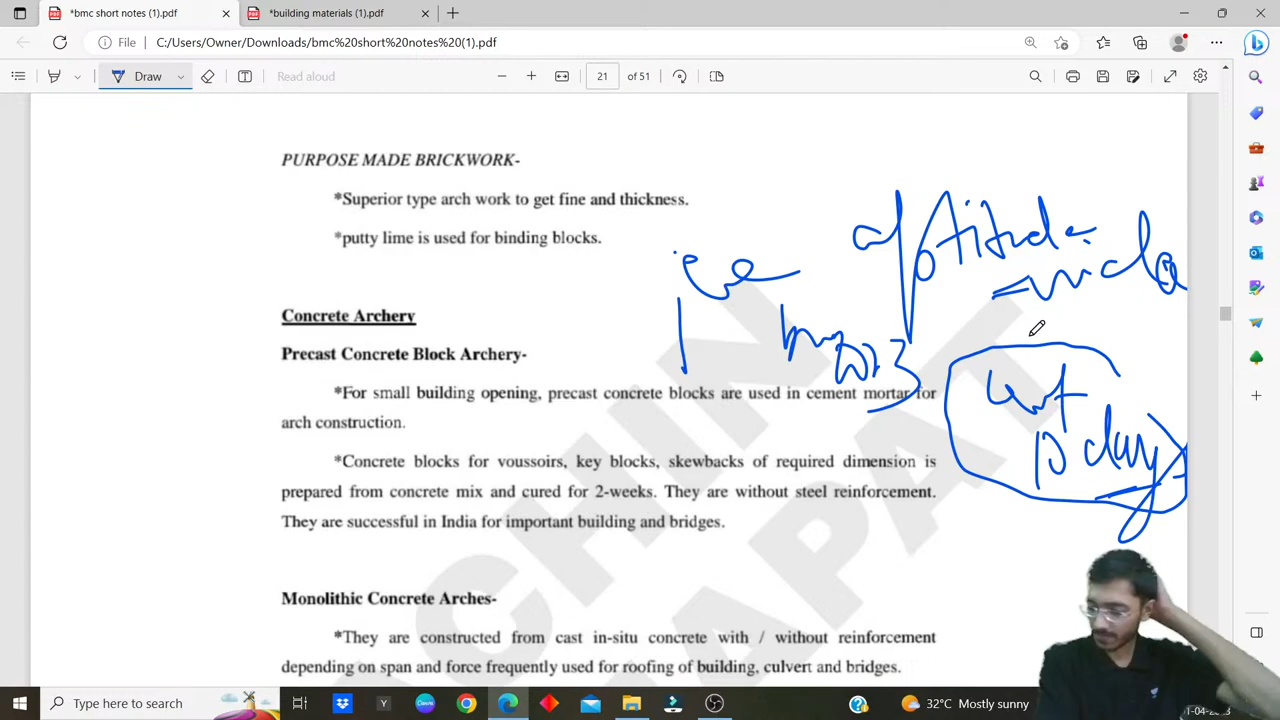 *bmc short notes (1).pdf
*building materials (1).pdf
File
C:/Users/Owner/Downloads/bmc%20short%20notes%20(1).pdf
Draw
Read aloud
21
of 51
PURPOSE MADE BRICKWORK-
*Superior type arch work to get fine and thickness.
*putty lime is used for binding blocks.
aptitude
Concrete Archery
Precast Concrete Block Archery-
*For small building opening, precast concrete blocks are used in cement mortar for
arch construction.
*Concrete blocks for voussoirs, key blocks, skewbacks of required dimension is
prepared from concrete mix and cured for 2-weeks. They are without steel reinforcement.
They are successful in India for important building and bridges.
Monolithic Concrete Arches-
*They are constructed from cast in-situ concrete with / without reinforcement
depending on span and force frequently used for roofing of building, culvert and bridges.
Type here to search
32°C Mostly sunny